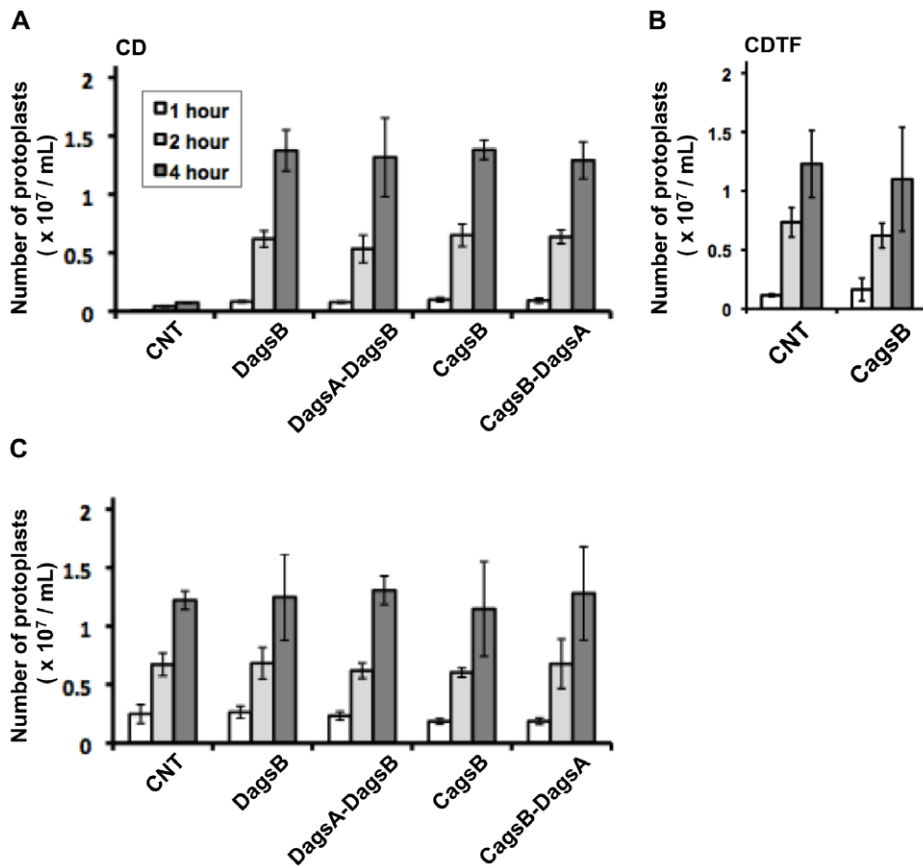 A
CD
Number of protoplasts
( x 10⁷ / mL)
2
1.5
1
0.5
0
1 hour
2 hour
4 hour
CNT
DagsB
DagsA-DagsB
CagsB
CagsB-DagsA
B
CDTF
Number of protoplasts
( x 10⁷ / mL)
2
1.5
1
0.5
0
CNT
CagsB
C
Number of protoplasts
( x 10⁷ / mL)
2
1.5
1
0.5
0
CNT
DagsB
DagsA-DagsB
CagsB
CagsB-DagsA